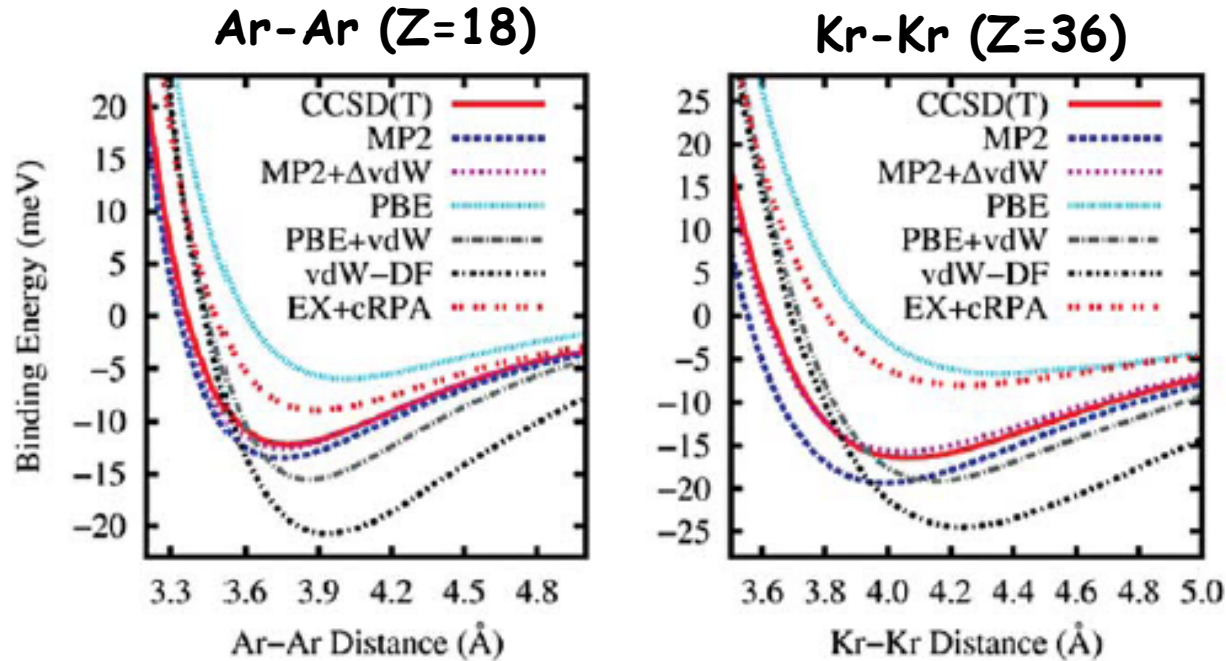 Ar-Ar (Z=18)
Kr-Kr (Z=36)
Binding Energy (meV)
20
15
10
5
0
−5
−10
−15
−20
CCSD(T)
MP2
MP2+ΔvdW
PBE
PBE+vdW
vdW−DF
EX+cRPA
3.3 3.6 3.9 4.2 4.5 4.8
Ar−Ar Distance (Å)
25
20
15
10
5
0
−5
−10
−15
−20
−25
CCSD(T)
MP2
MP2+ΔvdW
PBE
PBE+vdW
vdW−DF
EX+cRPA
3.6 3.8 4.0 4.2 4.4 4.6 4.8 5.0
Kr−Kr Distance (Å)